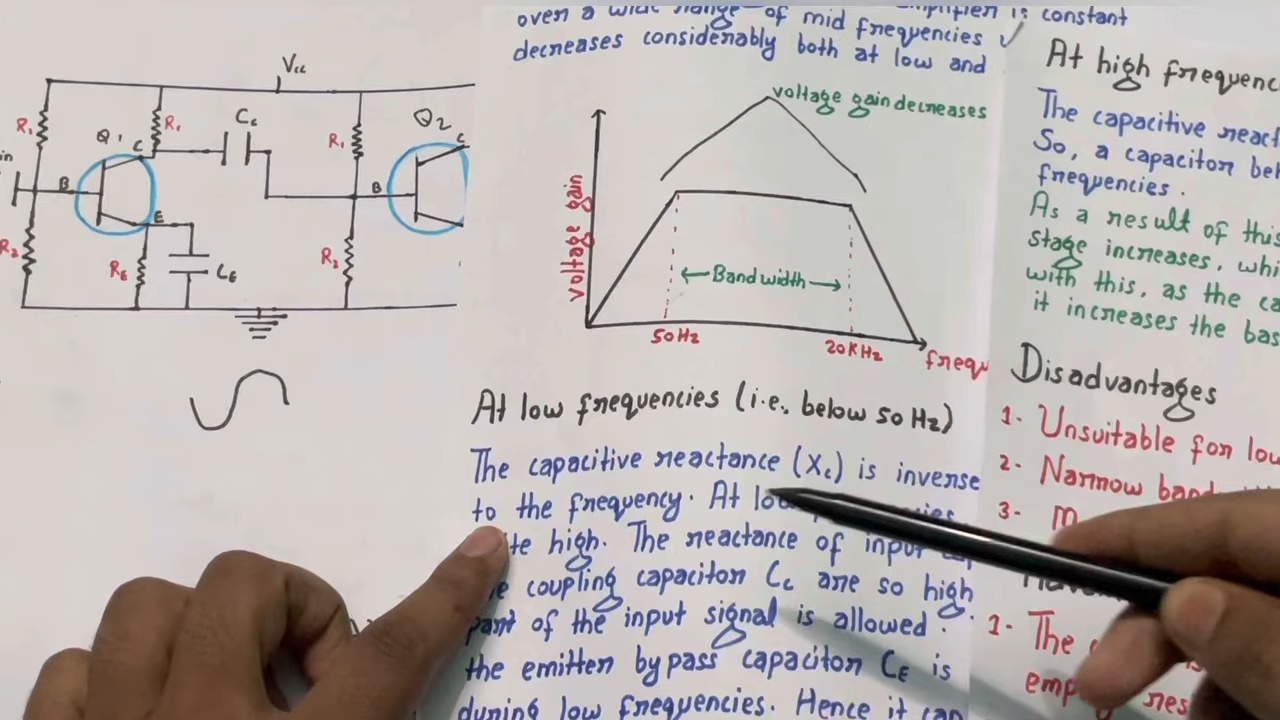 Vcc
R1
Q1
C
R1
Cc
R1
Q2
C
in
B
B
E
R2
RE
CE
R2
over a wide range of mid frequencies
is constant
decreases considerably both at low and
voltage gain decreases
voltage gain
← Bandwidth →
50Hz
20KHz
frequ
At low frequencies (i.e., below 50 Hz)
The capacitive reactance (Xc) is inverse
to the frequency. At low
high. The reactance of input
coupling capacitor Cc are so high
part of the input signal is allowed.
the emitter bypass capacitor CE is
during low frequencies. Hence it can
At high frequenc
The capacitive react
So, a capacitor beh
frequencies.
As a result of this
stage increases, whi
with this, as the ca
it increases the bas
Disadvantages
1- Unsuitable for low
2- Narrow band
3- M
1- The
emp